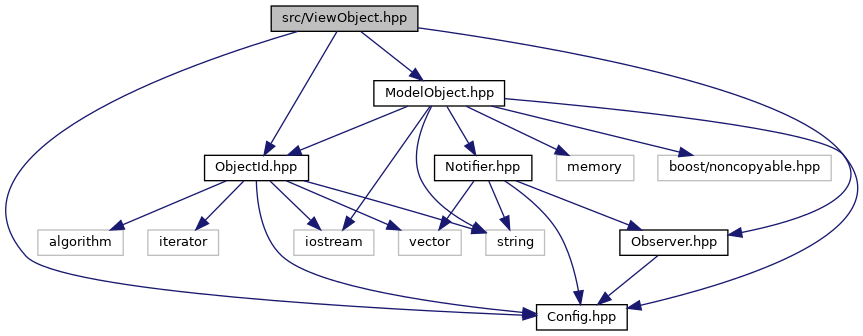 src/ViewObject.hpp
ModelObject.hpp
ObjectId.hpp
Notifier.hpp
memory
boost/noncopyable.hpp
algorithm
iterator
iostream
vector
string
Observer.hpp
Config.hpp